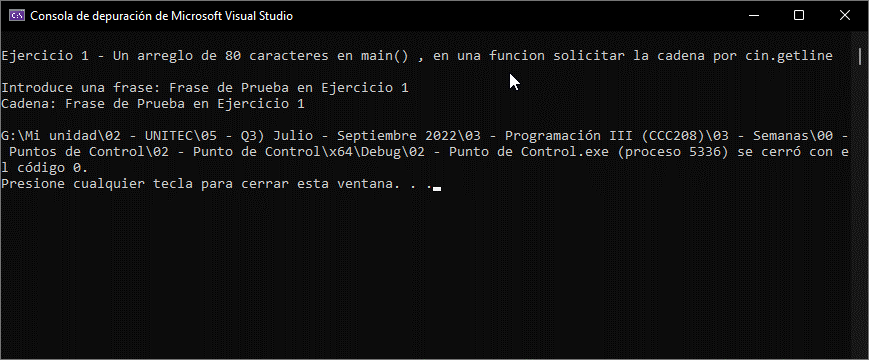 Consola de depuración de Microsoft Visual Studio
Ejercicio 1 - Un arreglo de 80 caracteres en main() , en una funcion solicitar la cadena por cin.getline
Introduce una frase: Frase de Prueba en Ejercicio 1
Cadena: Frase de Prueba en Ejercicio 1
G:\Mi unidad\02 - UNITEC\05 - Q3) Julio - Septiembre 2022\03 - Programación III (CCC208)\03 - Semanas\00 -
Puntos de Control\02 - Punto de Control\x64\Debug\02 - Punto de Control.exe (proceso 5336) se cerró con e
l código 0.
Presione cualquier tecla para cerrar esta ventana. . .